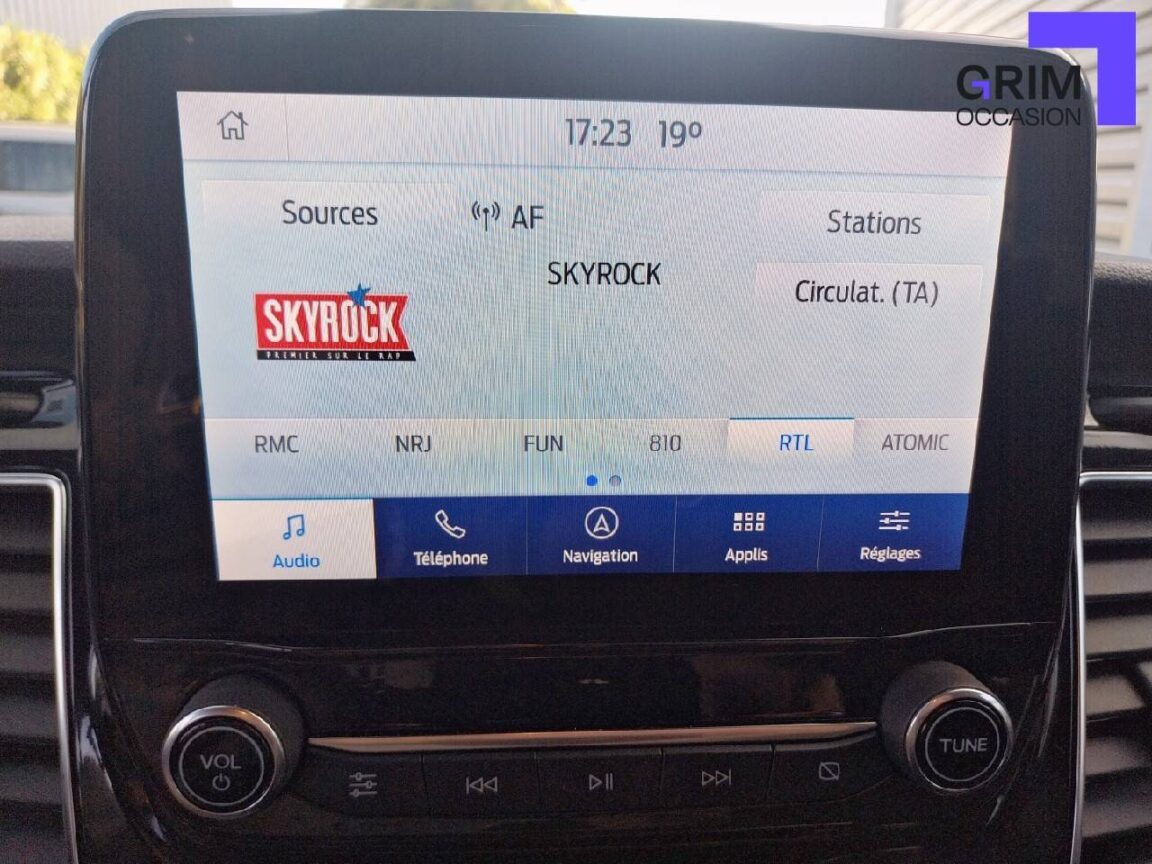 GRIM
OCCASION
17:23 19º
Sources
AF
Stations
SKYROCK
Circulat. (TA)
SKYROCK
PREMIER SUR LE RAP
RMC NRJ FUN 810 RTL ATOMIC
Audio Téléphone Navigation Applis Réglages
VOL
TUNE